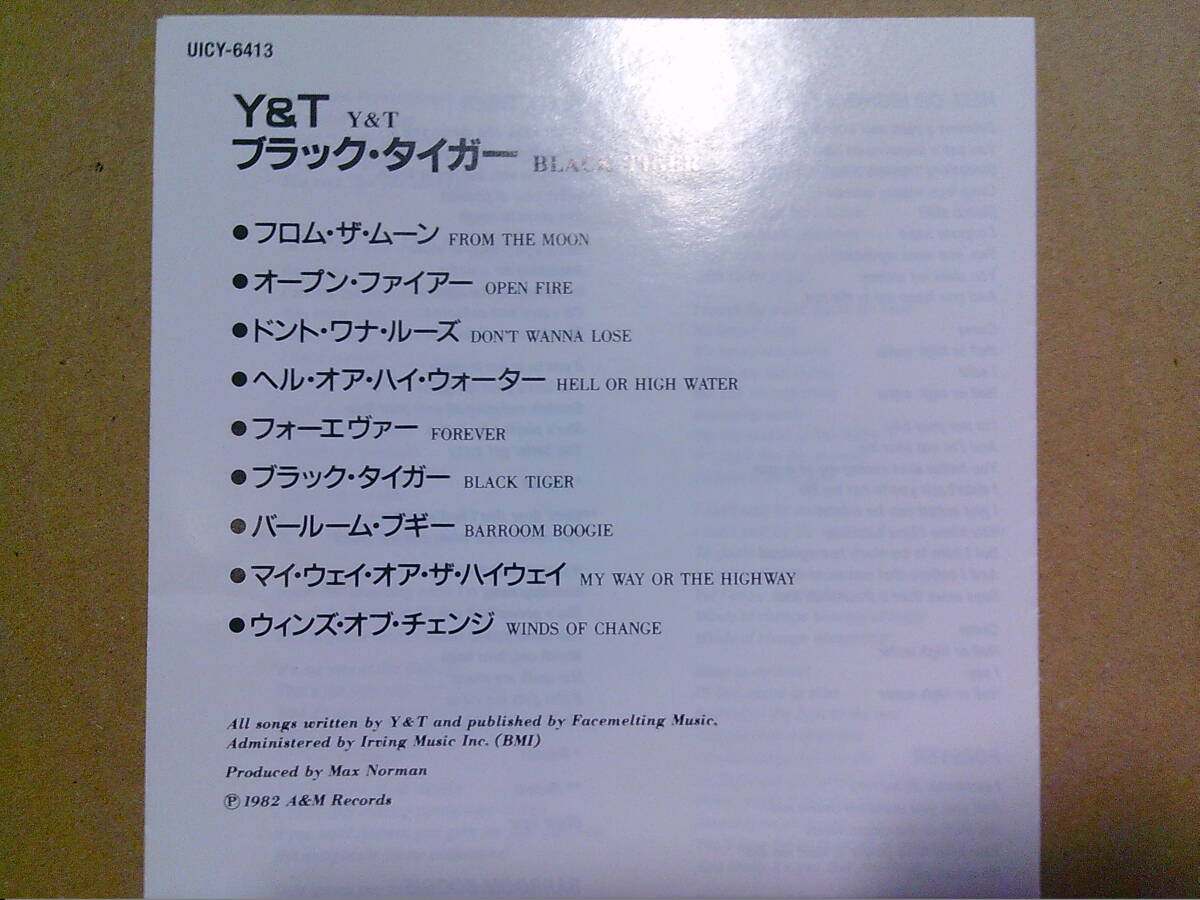 UICY-6413
Y&T Y&T
ブラック・タイガー BLACK TIGER
●フロム・ザ・ムーン FROM THE MOON
●オープン・ファイアー OPEN FIRE
●ドント・ワナ・ルーズ DON'T WANNA LOSE
●ヘル・オア・ハイ・ウォーター HELL OR HIGH WATER
●フォーエヴァー FOREVER
●ブラック・タイガー BLACK TIGER
●バールーム・ブギー BARROOM BOOGIE
●マイ・ウェイ・オア・ザ・ハイウェイ MY WAY OR THE HIGHWAY
●ウィンズ・オブ・チェンジ WINDS OF CHANGE
All songs written by Y&T and published by Facemelting Music.
Administered by Irving Music Inc. (BMI)
Produced by Max Norman
Ⓟ1982 A&M Records